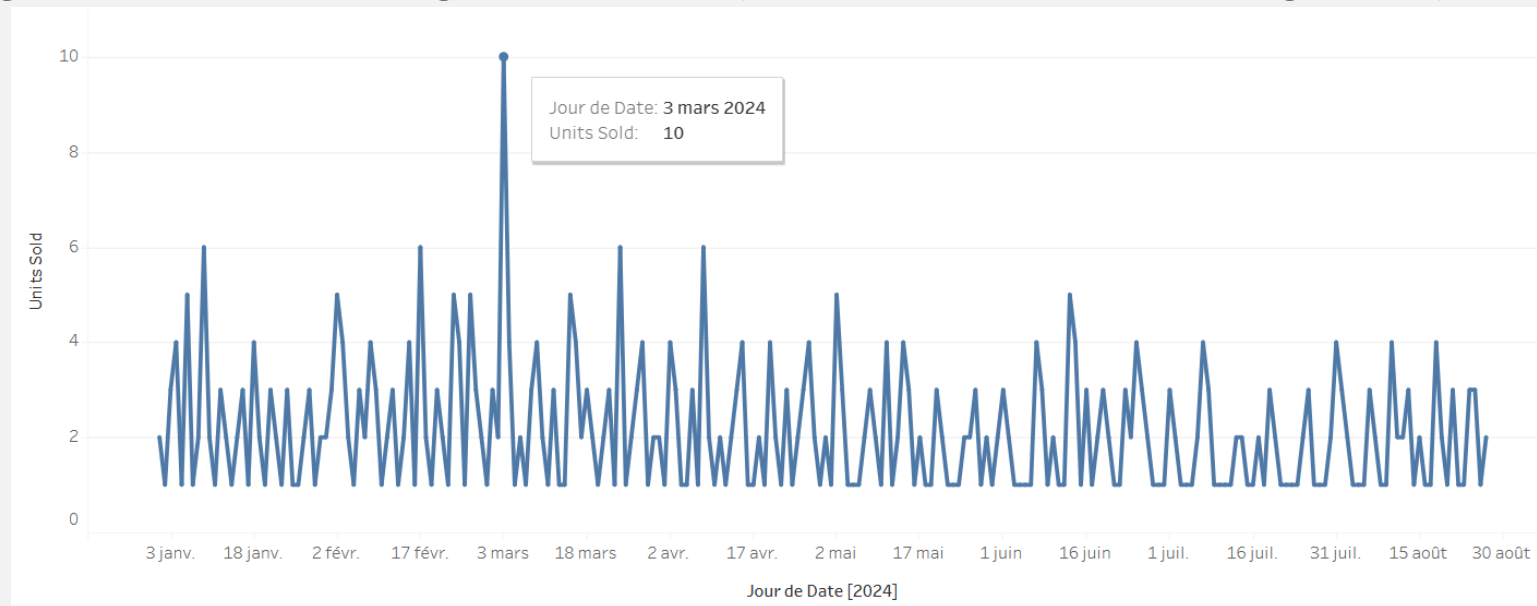 10
Jour de Date: 3 mars 2024
Units Sold: 10
8
6
Units Sold
4
2
0
3 janv. 18 janv. 2 févr. 17 févr. 3 mars 18 mars 2 avr. 17 avr. 2 mai 17 mai 1 juin 16 juin 1 juil. 16 juil. 31 juil. 15 août 30 août
Jour de Date [2024]